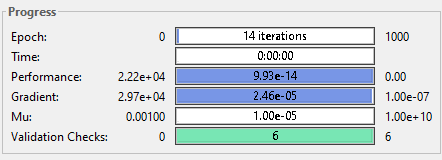 Progress
Epoch: 0 14 iterations 1000
Time: 0:00:00
Performance: 2.22e+04 9.93e-14 0.00
Gradient: 2.97e+04 2.46e-05 1.00e-07
Mu: 0.00100 1.00e-05 1.00e+10
Validation Checks: 0 6 6